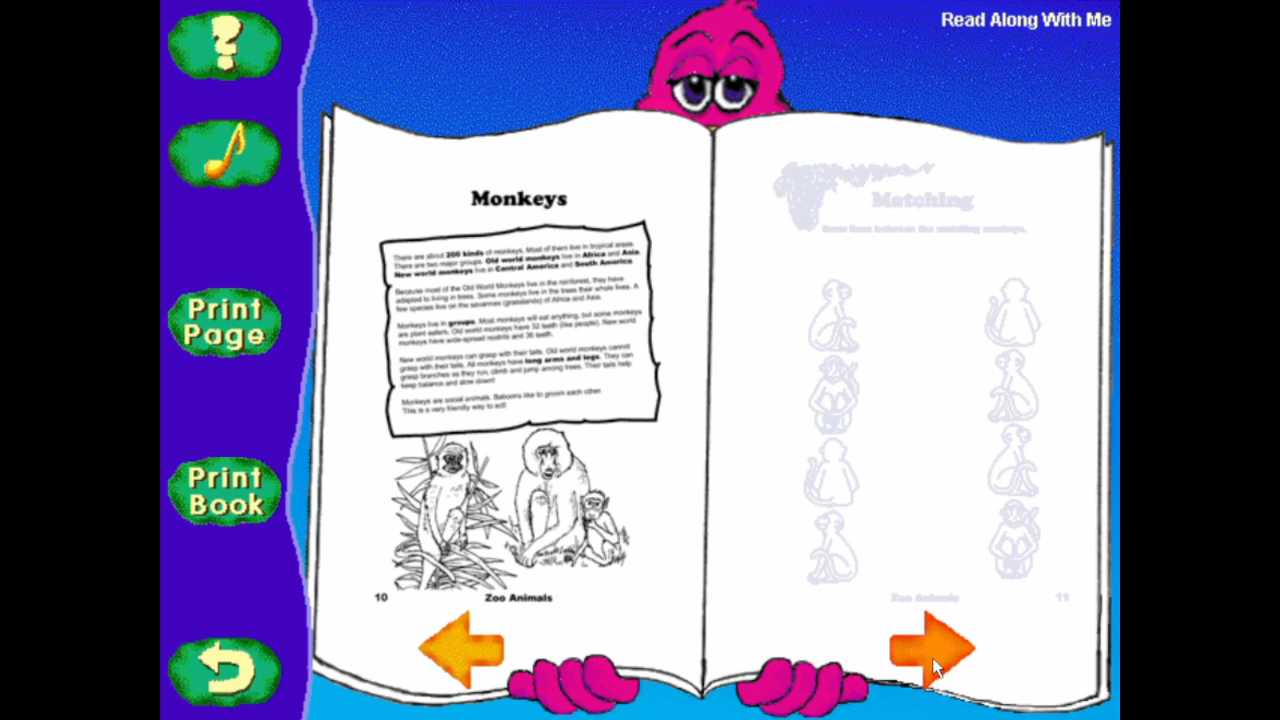 Read Along With Me
Print
Page
Print
Book
Monkeys
There are about 200 kinds of monkeys. Most of them live in tropical areas.
There are two major groups. Old world monkeys live in Africa and Asia.
New world monkeys live in Central America and South America.
Because most of the Old World Monkeys live in the rainforest, they have
adapted to living in trees. Some monkeys live in the trees their whole lives. A
few species live on the savannas (grasslands) of Africa and Asia.
Monkeys live in groups. Most monkeys will eat anything, but some monkeys
are plant eaters. Old world monkeys have 32 teeth (like people). New world
monkeys have wide-spread nostrils and 36 teeth.
New world monkeys can grasp with their tails. Old world monkeys cannot
grasp with their tails. All monkeys have long arms and legs. They can
grasp branches as they run, climb and jump among trees. Their tails help
keep balance and slow down!
Monkeys are social animals. Baboons like to groom each other.
This is a very friendly way to act!
10
Zoo Animals
Matching
Draw lines between the matching monkeys.
Zoo Animals
11